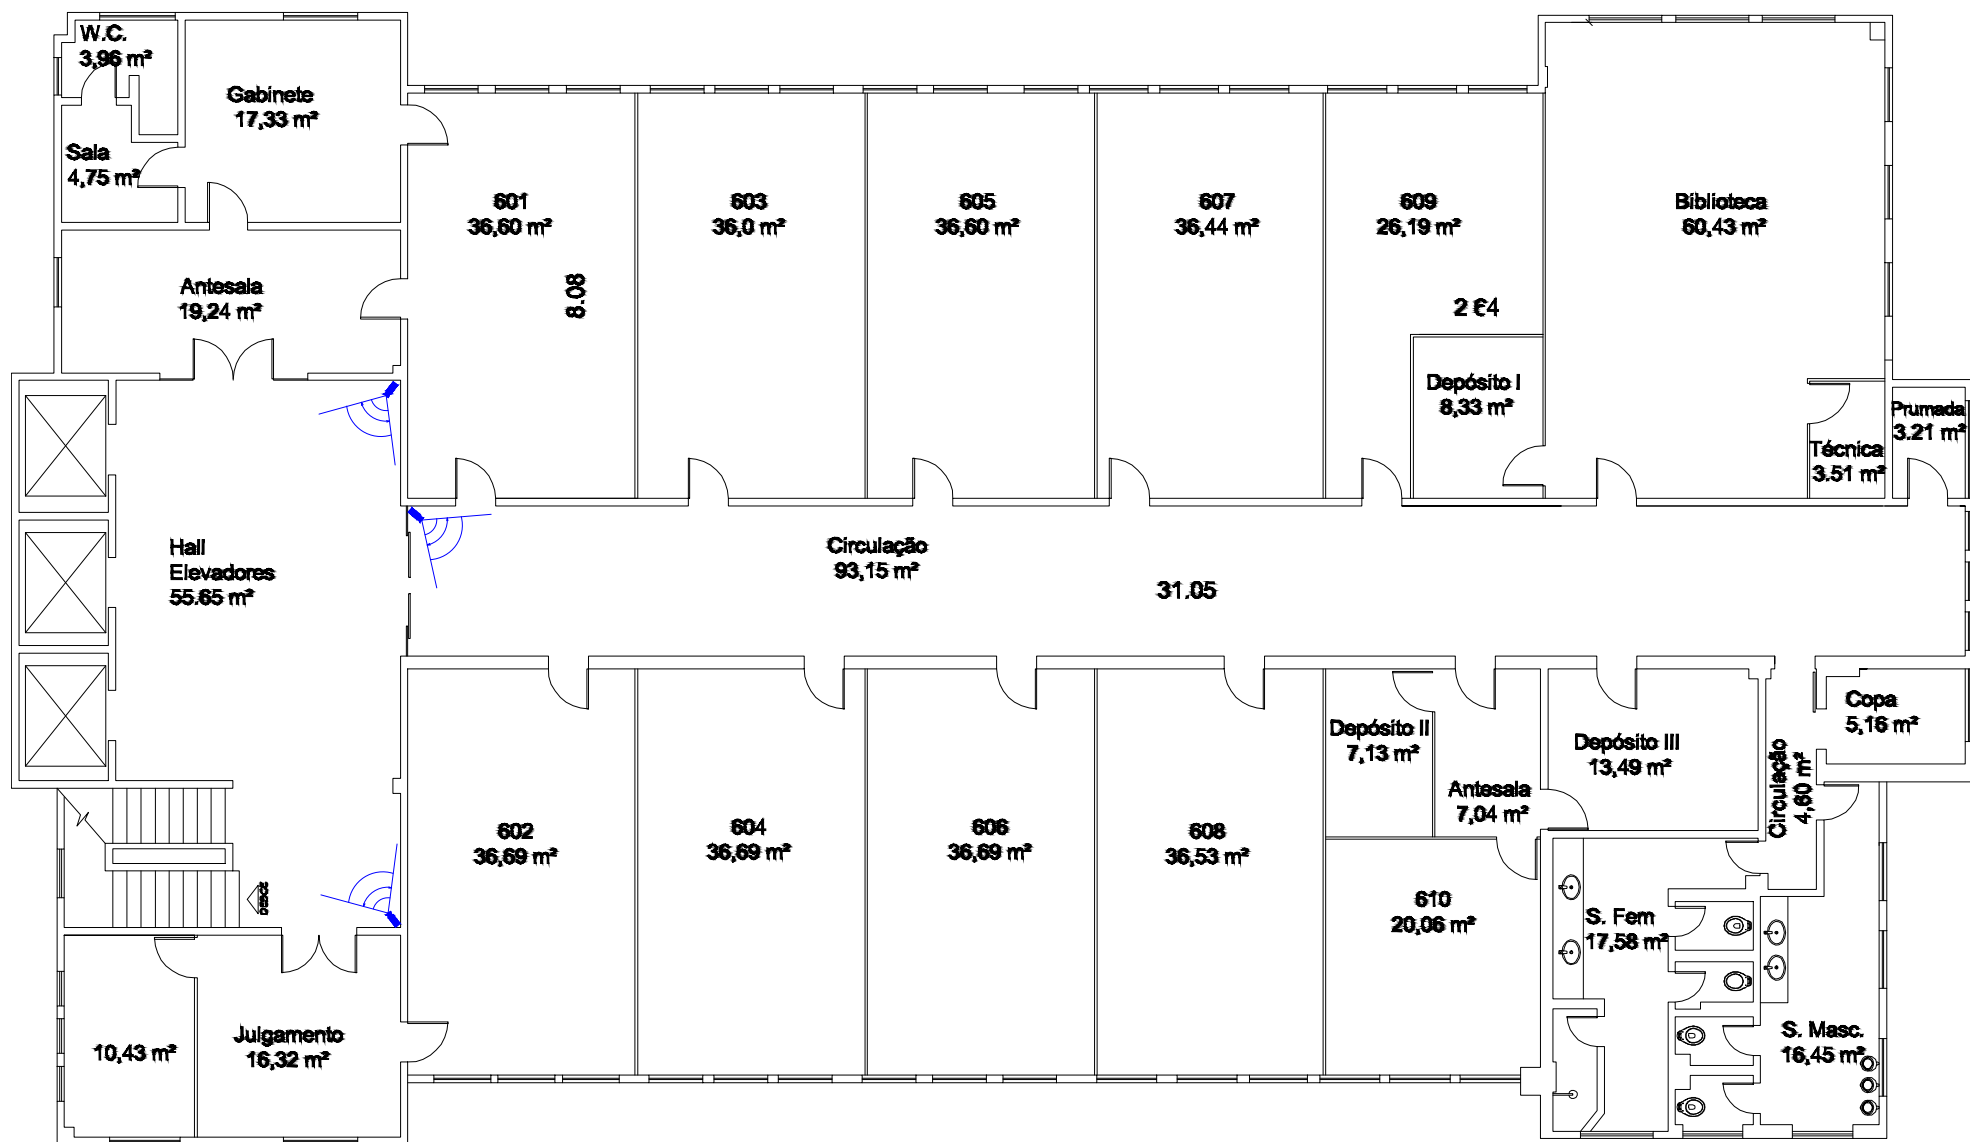 W.C.
3,96 m²
Gabinete
17,33 m²
Sala
4,75 m²
601
36,60 m²
603
36,0 m²
605
36,60 m²
607
36,44 m²
609
26,19 m²
Biblioteca
60,43 m²
Antesala
19,24 m²
8.08
Depósito I
8,33 m²
Prumada
3.21 m²
Técnica
3.51 m²
Hall
Elevadores
55.65 m²
Circulação
93,15 m²
31.05
Depósito II
7,13 m²
Antesala
7,04 m²
Depósito III
13,49 m²
Circulação
4,60 m²
Copa
5,16 m²
602
36,69 m²
604
36,69 m²
606
36,69 m²
608
36,53 m²
610
20,06 m²
S. Fem
17,58 m²
DESCE
10,43 m²
Julgamento
16,32 m²
S. Masc.
16,45 m²